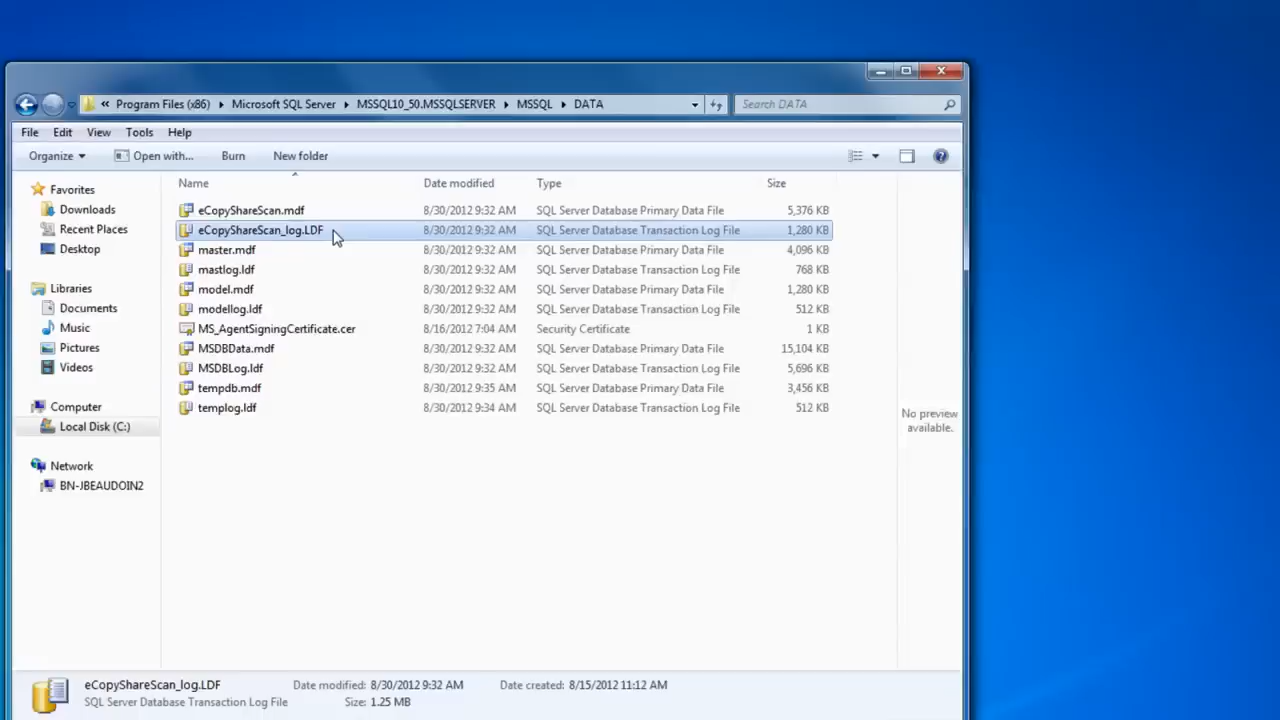 « Program Files (x86) ▸ Microsoft SQL Server ▸ MSSQL10_50.MSSQLSERVER ▸ MSSQL ▸ DATA Search DATA
File Edit View Tools Help
Organize Open with... Burn New folder
Name Date modified Type Size
Favorites
Downloads
Recent Places
Desktop
Libraries
Documents
Music
Pictures
Videos
Computer
Local Disk (C:)
Network
BN-JBEAUDOIN2
eCopyShareScan.mdf 8/30/2012 9:32 AM SQL Server Database Primary Data File 5,376 KB
eCopyShareScan_log.LDF 8/30/2012 9:32 AM SQL Server Database Transaction Log File 1,280 KB
master.mdf 8/30/2012 9:32 AM SQL Server Database Primary Data File 4,096 KB
mastlog.ldf 8/30/2012 9:32 AM SQL Server Database Transaction Log File 768 KB
model.mdf 8/30/2012 9:32 AM SQL Server Database Primary Data File 1,280 KB
modellog.ldf 8/30/2012 9:32 AM SQL Server Database Transaction Log File 512 KB
MS_AgentSigningCertificate.cer 8/16/2012 7:04 AM Security Certificate 1 KB
MSDBData.mdf 8/30/2012 9:32 AM SQL Server Database Primary Data File 15,104 KB
MSDBLog.ldf 8/30/2012 9:32 AM SQL Server Database Transaction Log File 5,696 KB
tempdb.mdf 8/30/2012 9:35 AM SQL Server Database Primary Data File 3,456 KB
templog.ldf 8/30/2012 9:34 AM SQL Server Database Transaction Log File 512 KB
No preview
available.
eCopyShareScan_log.LDF Date modified: 8/30/2012 9:32 AM Date created: 8/15/2012 11:12 AM
SQL Server Database Transaction Log File Size: 1.25 MB